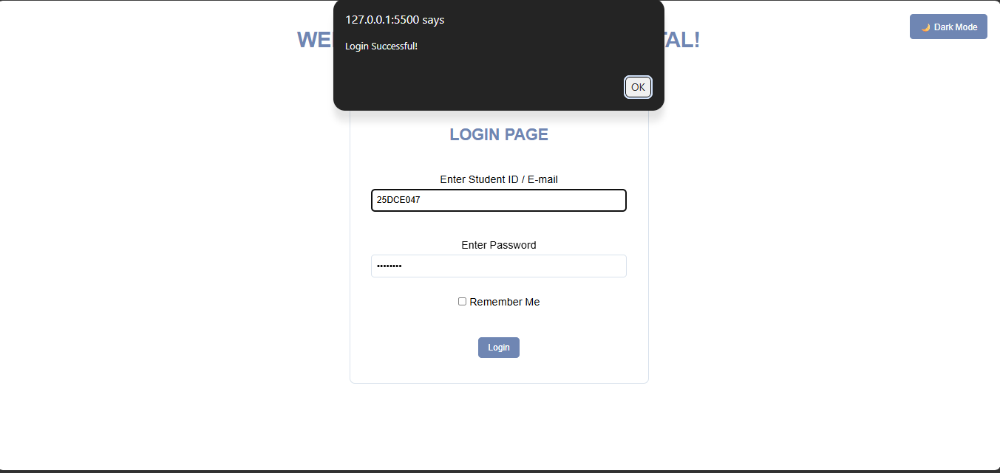 127.0.0.1:5500 says
Login Successful!
OK
🌙 Dark Mode
LOGIN PAGE
Enter Student ID / E-mail
25DCE047
Enter Password
••••••••
Remember Me
Login